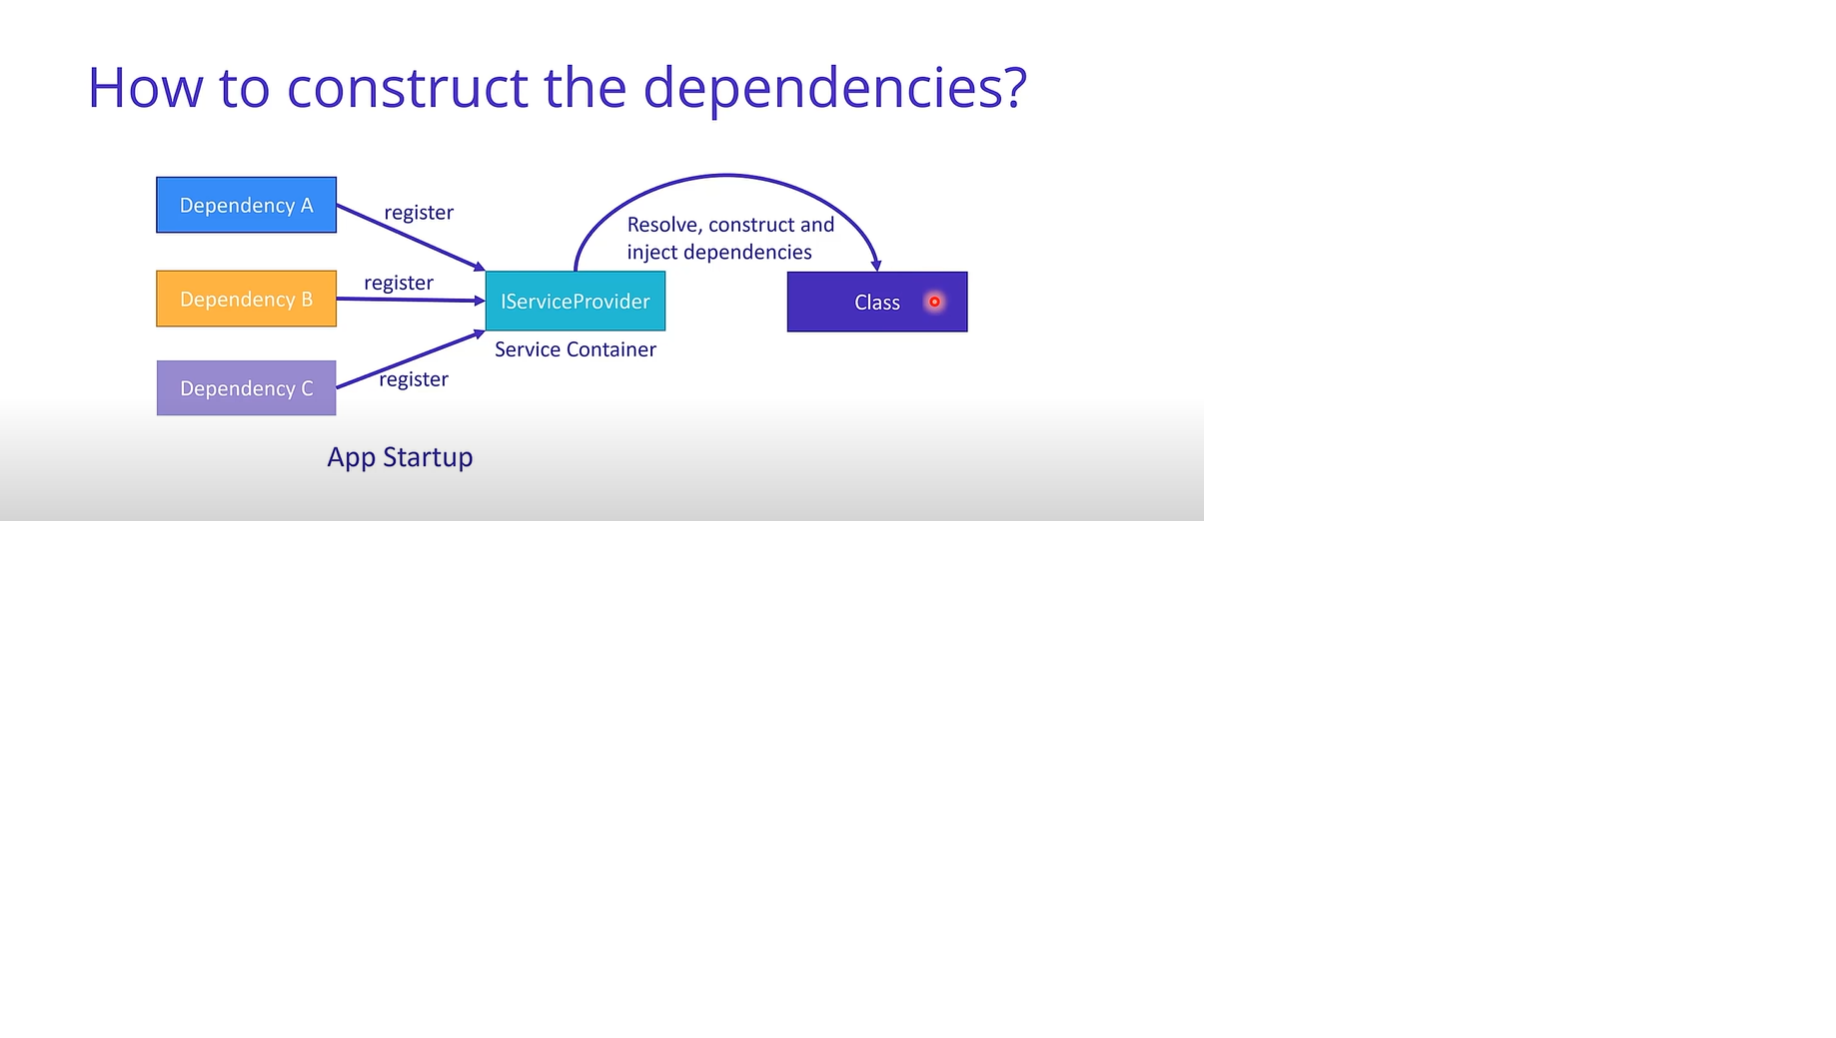 How to construct the dependencies?
Dependency A
register
Resolve, construct and
inject dependencies
Dependency B
register
IServiceProvider
Class
Service Container
Dependency C
register
App Startup